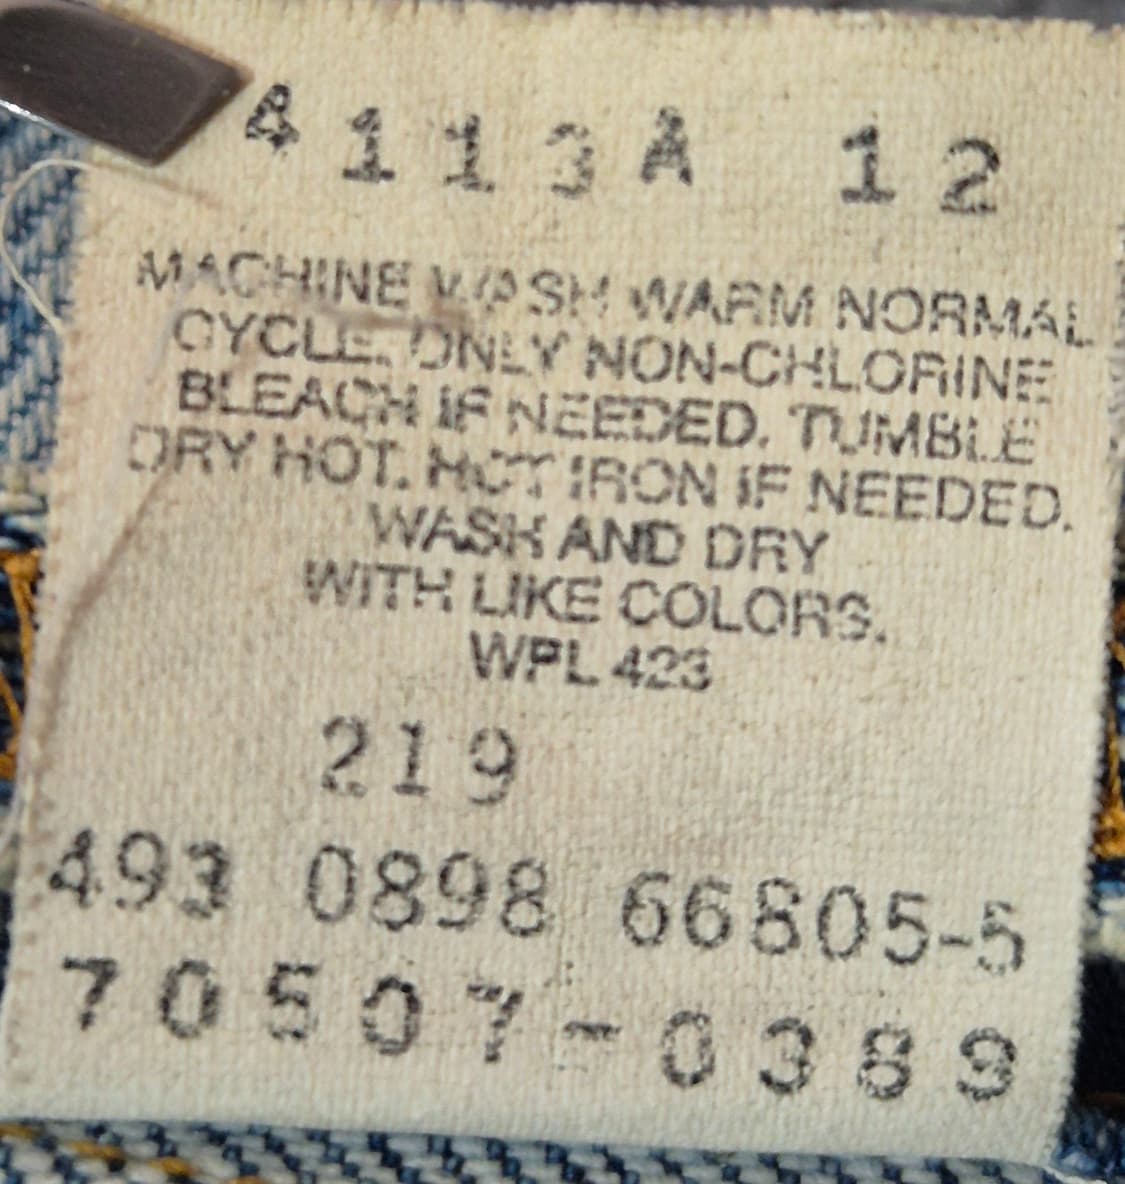 4113A 12
MACHINE WASH WARM NORMAL
CYCLE. ONLY NON-CHLORINE
BLEACH IF NEEDED. TUMBLE
DRY HOT. HOT IRON IF NEEDED.
WASH AND DRY
WITH LIKE COLORS.
WPL 423
219
493 0898 66805-5
70507-0389